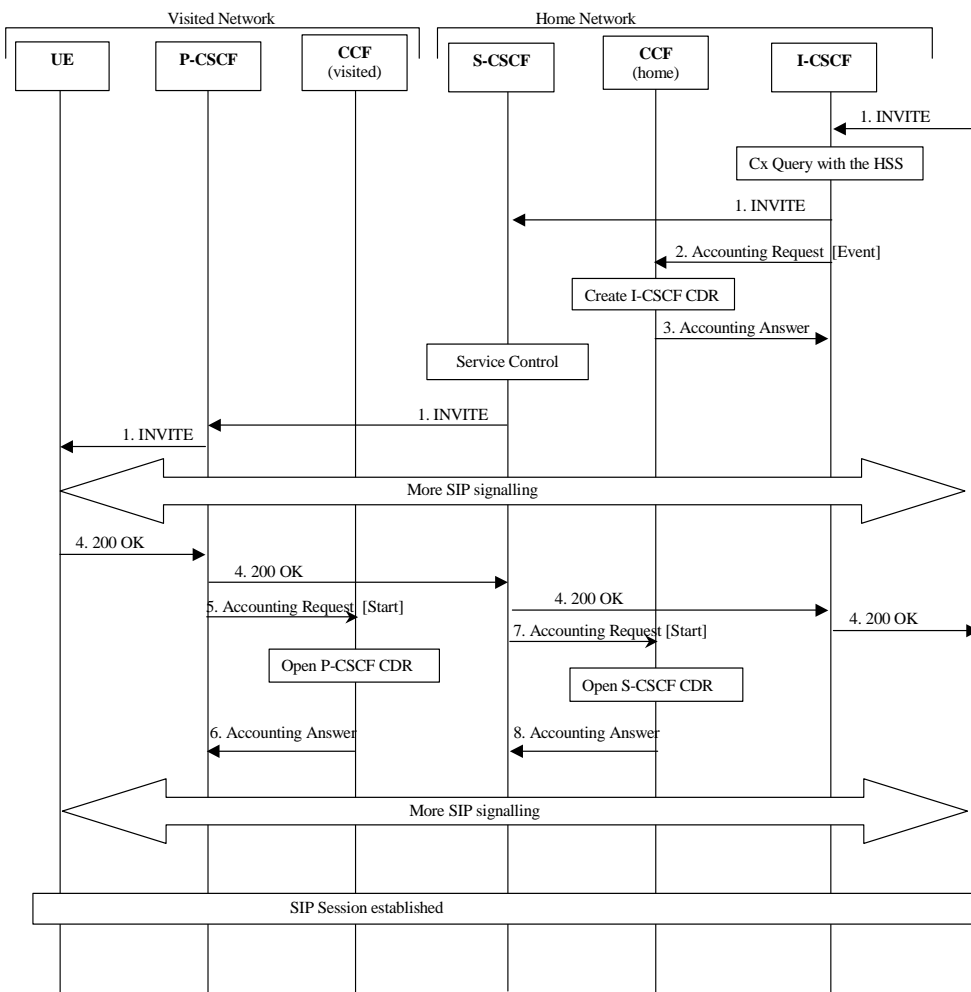 Visited Network
Home Network
UE
P-CSCF
CCF
(visited)
S-CSCF
CCF
(home)
I-CSCF
1. INVITE
Cx Query with the HSS
1. INVITE
2. Accounting Request [Event]
Create I-CSCF CDR
3. Accounting Answer
Service Control
1. INVITE
1. INVITE
More SIP signalling
4. 200 OK
4. 200 OK
5. Accounting Request [Start]
4. 200 OK
4. 200 OK
7. Accounting Request [Start]
Open P-CSCF CDR
Open S-CSCF CDR
6. Accounting Answer
8. Accounting Answer
More SIP signalling
SIP Session established